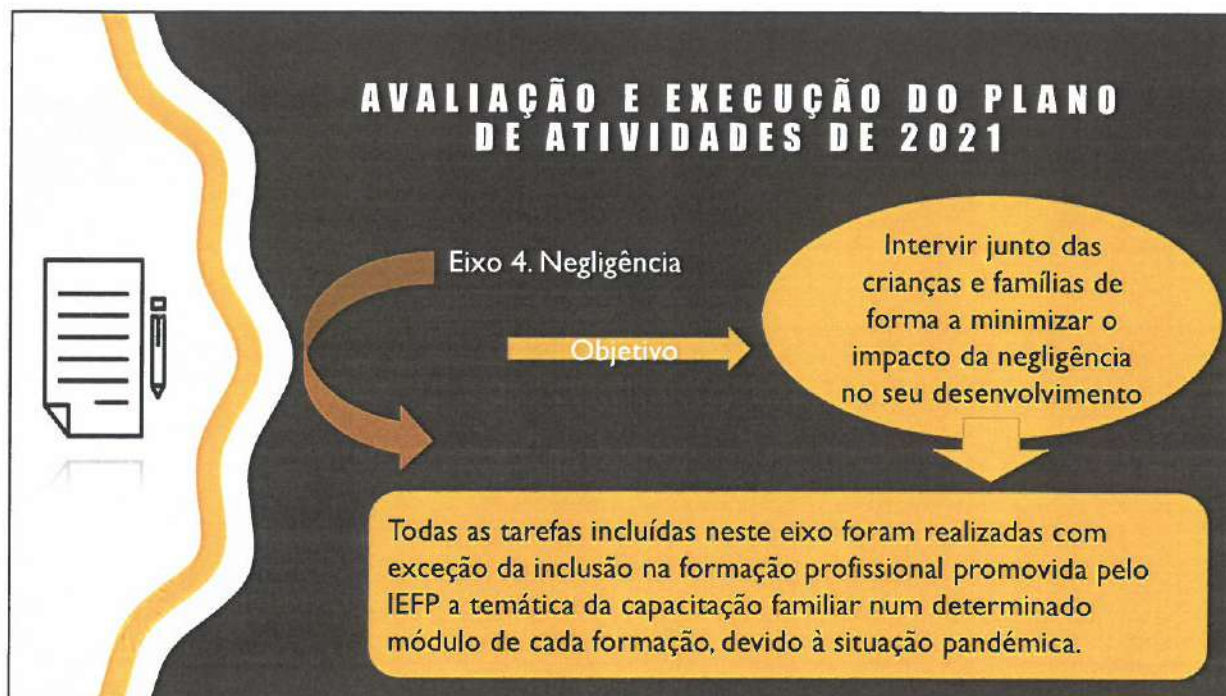 AVALIAÇÃO E EXECUÇÃO DO PLANO
DE ATIVIDADES DE 2021
Eixo 4. Negligência
Objetivo
Intervir junto das
crianças e famílias de
forma a minimizar o
impacto da negligência
no seu desenvolvimento
Todas as tarefas incluídas neste eixo foram realizadas com
exceção da inclusão na formação profissional promovida pelo
IEFP a temática da capacitação familiar num determinado
módulo de cada formação, devido à situação pandémica.